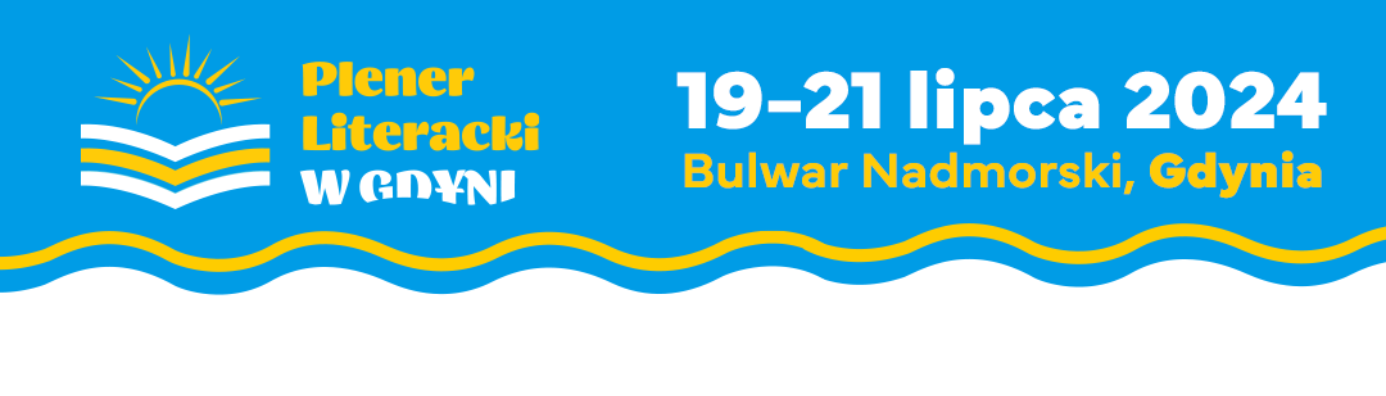 Plener
Literacki
W GDYNI
19-21 lipca 2024
Bulwar Nadmorski, Gdynia